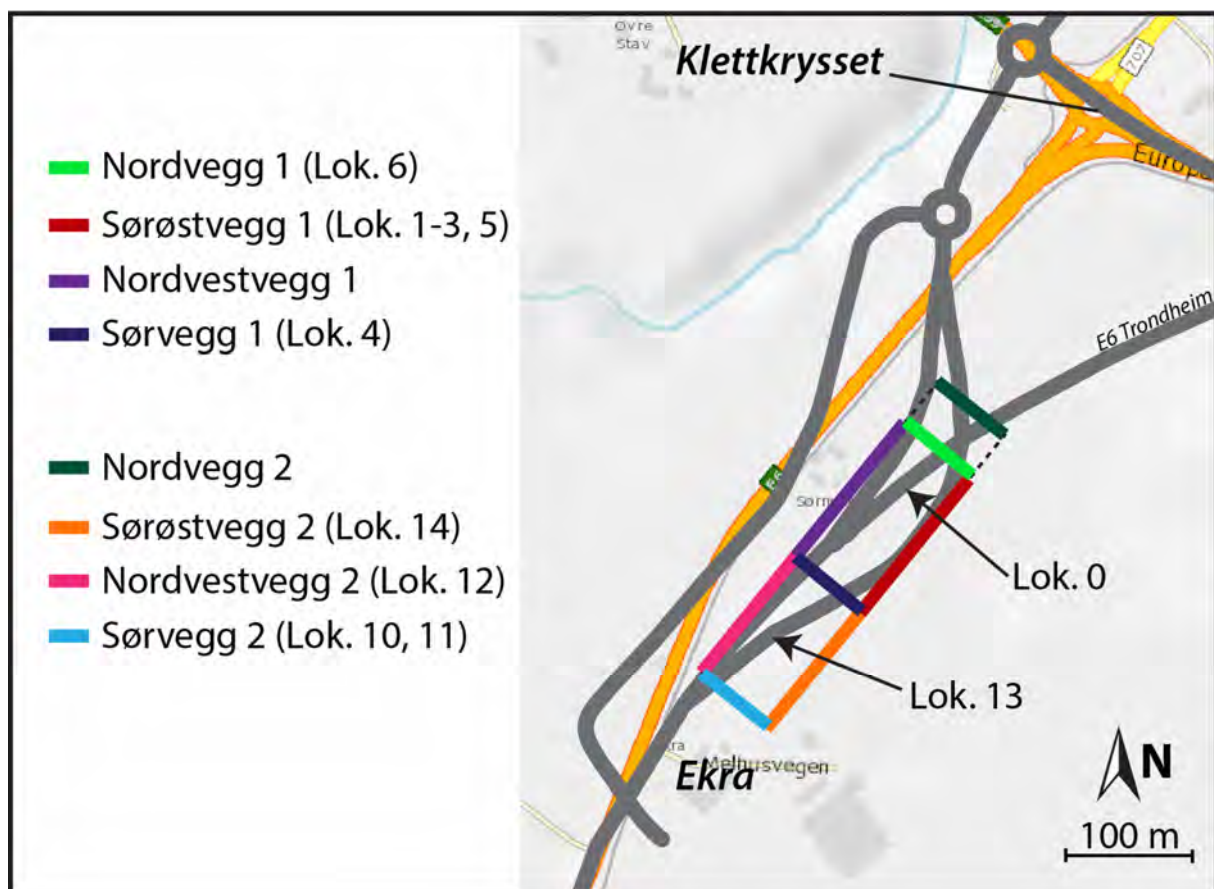 Øvre
Stav
Klettkrysset
707
Nordvegg 1 (Lok. 6)
Sørøstvegg 1 (Lok. 1-3, 5)
Nordvestvegg 1
Sørvegg 1 (Lok. 4)
Nordvegg 2
Sørøstvegg 2 (Lok. 14)
Nordvestvegg 2 (Lok. 12)
Sørvegg 2 (Lok. 10, 11)
Europ
E6 Trondheim
E6
Sørn
Lok. 0
Lok. 13
ra
Melhusvegen
Ekra
N
100 m